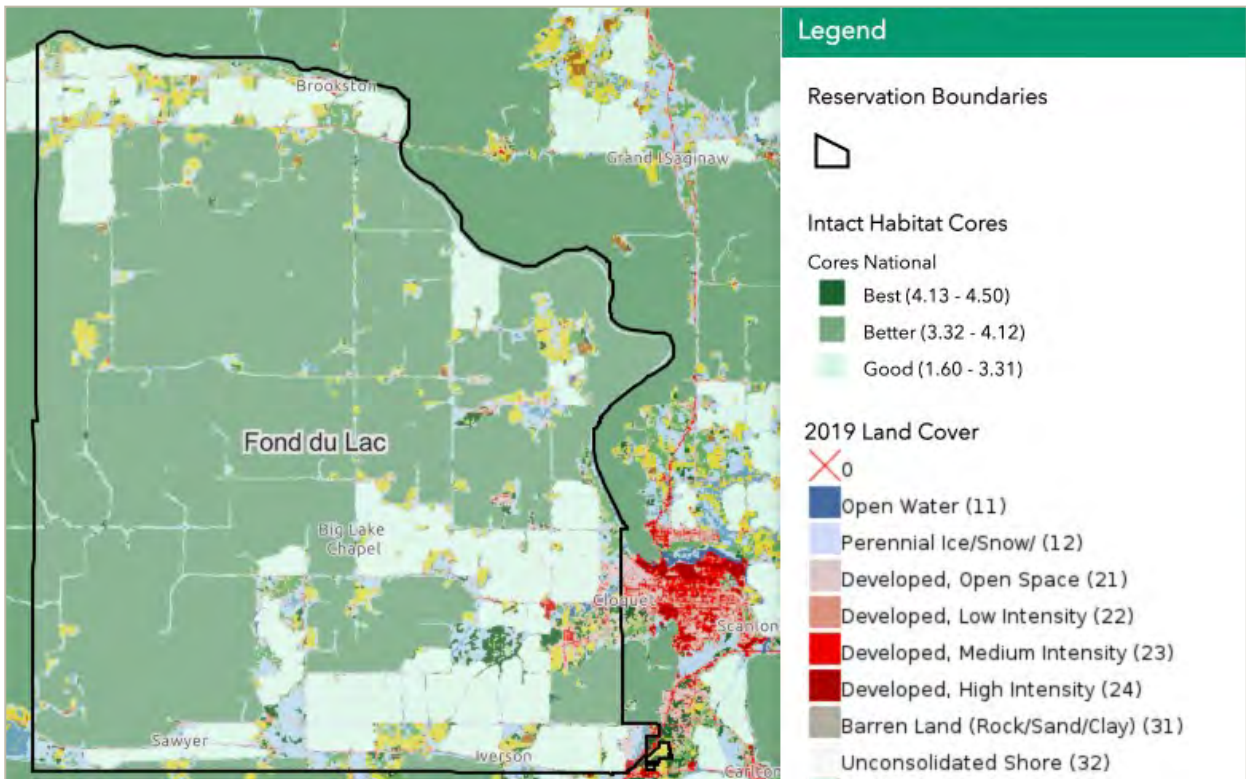 Brookston
Grand lSaginaw
Fond du Lac
Big Lake
Chapel
Cloquet
Scanlon
Sawyer
Iverson
Carlton
Legend
Reservation Boundaries
Intact Habitat Cores
Cores National
Best (4.13 - 4.50)
Better (3.32 - 4.12)
Good (1.60 - 3.31)
2019 Land Cover
0
Open Water (11)
Perennial Ice/Snow/ (12)
Developed, Open Space (21)
Developed, Low Intensity (22)
Developed, Medium Intensity (23)
Developed, High Intensity (24)
Barren Land (Rock/Sand/Clay) (31)
Unconsolidated Shore (32)